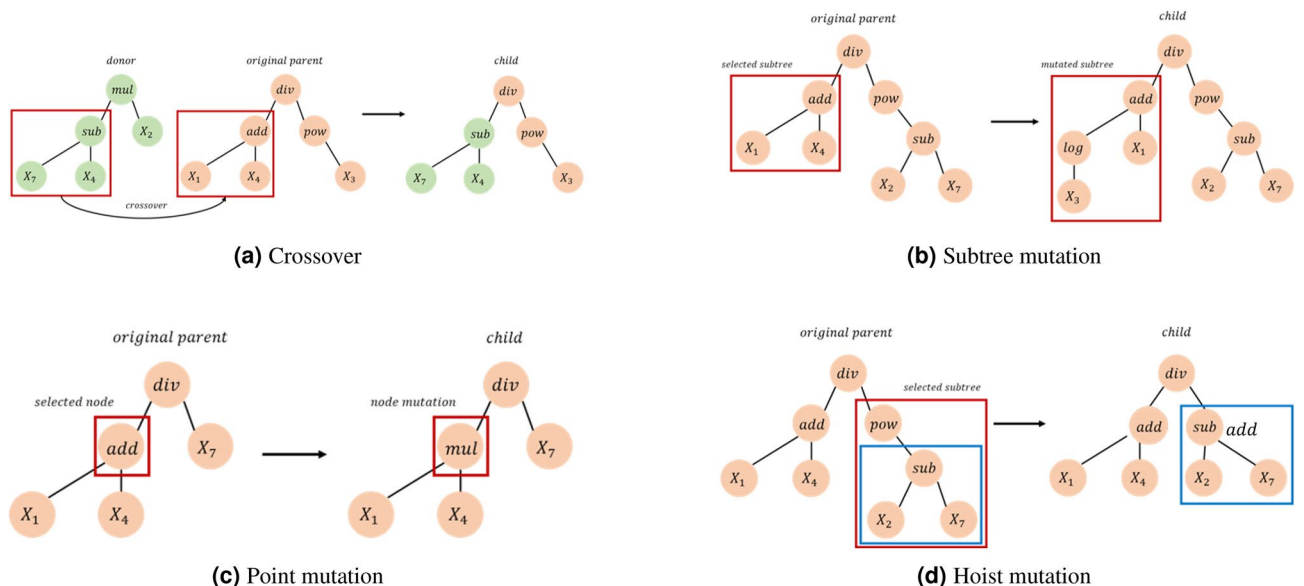 donor
mul
sub
X2
X7
X4
crossover
original parent
div
add
pow
X1
X4
X3
child
div
sub
pow
X7
X4
X3
(a) Crossover
original parent
div
selected subtree
add
pow
X1
X4
sub
X2
X7
child
div
mutated subtree
add
pow
log
X1
sub
X3
X2
X7
(b) Subtree mutation
original parent
div
selected node
add
X7
X1
X4
child
div
node mutation
mul
X7
X1
X4
(c) Point mutation
original parent
div
selected subtree
add
pow
sub
X1
X4
X2
X7
child
div
add
sub
add
X1
X4
X2
X7
(d) Hoist mutation